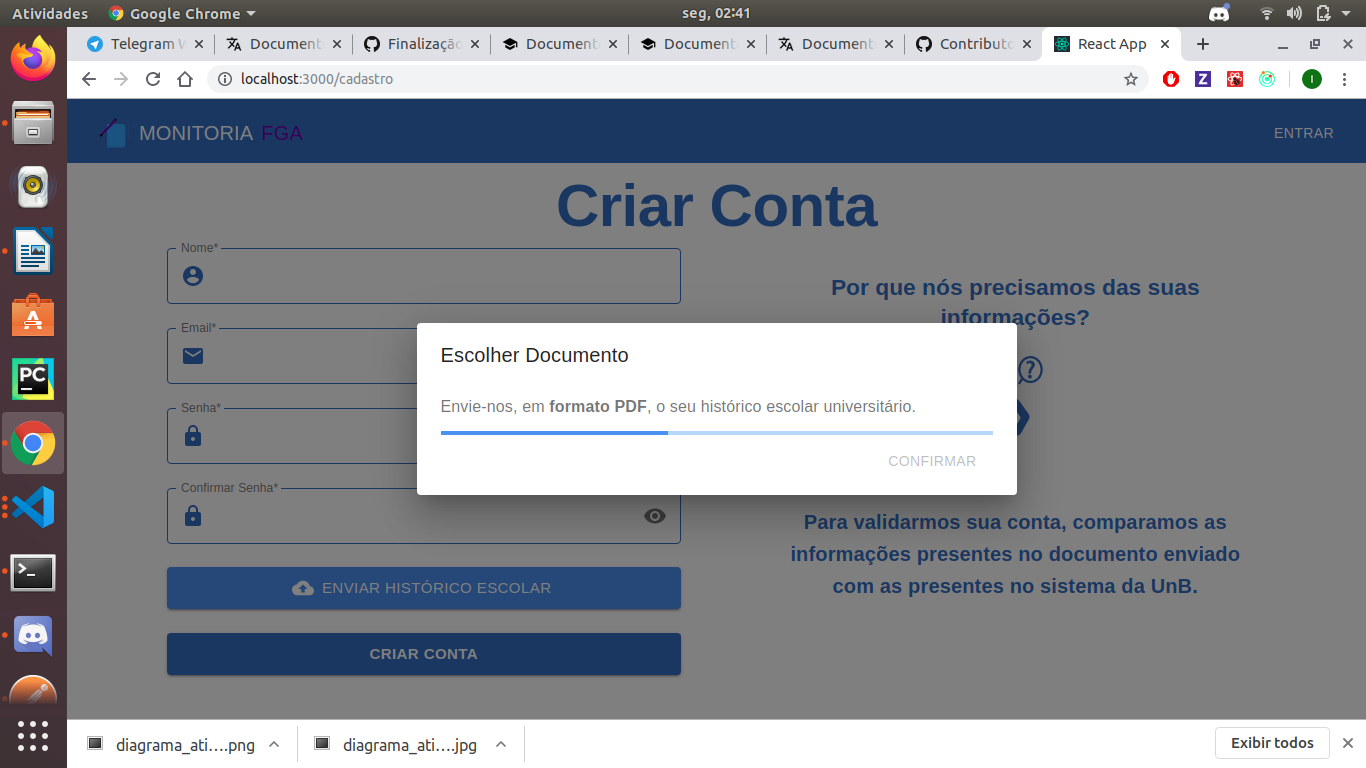 Atividades
Google Chrome
seg, 02:41
Telegram W
Document
Finalizaçã
Document
Document
Document
Contributo
React App
localhost:3000/cadastro
Z
I
MONITORIA FGA
ENTRAR
Criar Conta
Nome*
Email*
Senha*
Confirmar Senha*
ENVIAR HISTÓRICO ESCOLAR
CRIAR CONTA
Por que nós precisamos das suas
informações?
Escolher Documento
Envie-nos, em formato PDF, o seu histórico escolar universitário.
CONFIRMAR
Para validarmos sua conta, comparamos as
informações presentes no documento enviado
com as presentes no sistema da UnB.
PC
diagrama_ati....png
diagrama_ati....jpg
Exibir todos